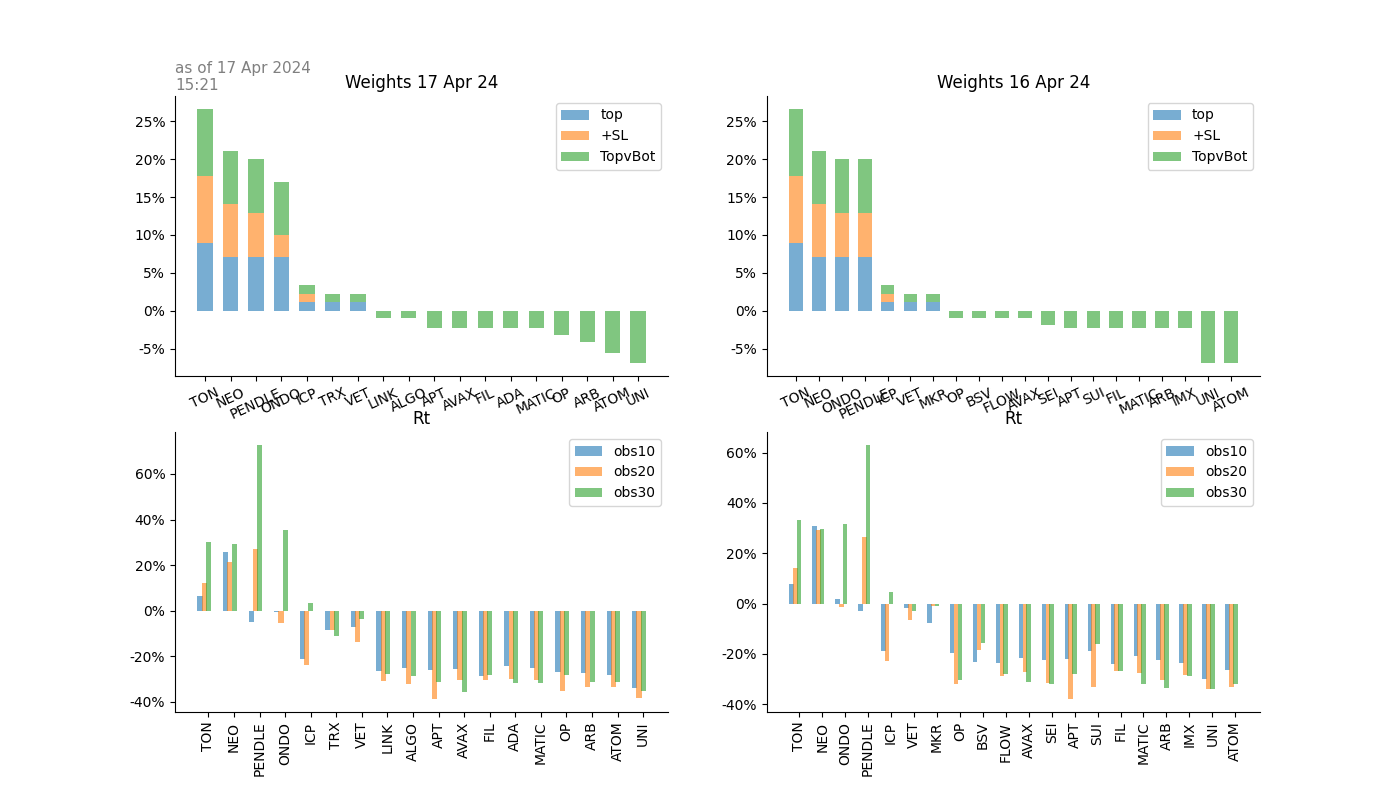 as of 17 Apr 2024
15:21
Weights 17 Apr 24
25%
20%
15%
10%
5%
0%
-5%
top
+SL
TopvBot
TON NEO PENDLE ONDO ICP TRX VET LINK ALGO APT AVAX FIL ADA MATIC OP ARB ATOM UNI
Weights 16 Apr 24
25%
20%
15%
10%
5%
0%
-5%
top
+SL
TopvBot
TON NEO ONDO PENDLE ICP VET MKR OP BSV FLOW AVAX SEI APT SUI FIL MATIC ARB IMX UNI ATOM
Rt
60%
40%
20%
0%
-20%
-40%
obs10
obs20
obs30
TON NEO PENDLE ONDO ICP TRX VET LINK ALGO APT AVAX FIL ADA MATIC OP ARB ATOM UNI
Rt
60%
40%
20%
0%
-20%
-40%
obs10
obs20
obs30
TON NEO ONDO PENDLE ICP VET MKR OP BSV FLOW AVAX SEI APT SUI FIL MATIC ARB IMX UNI ATOM